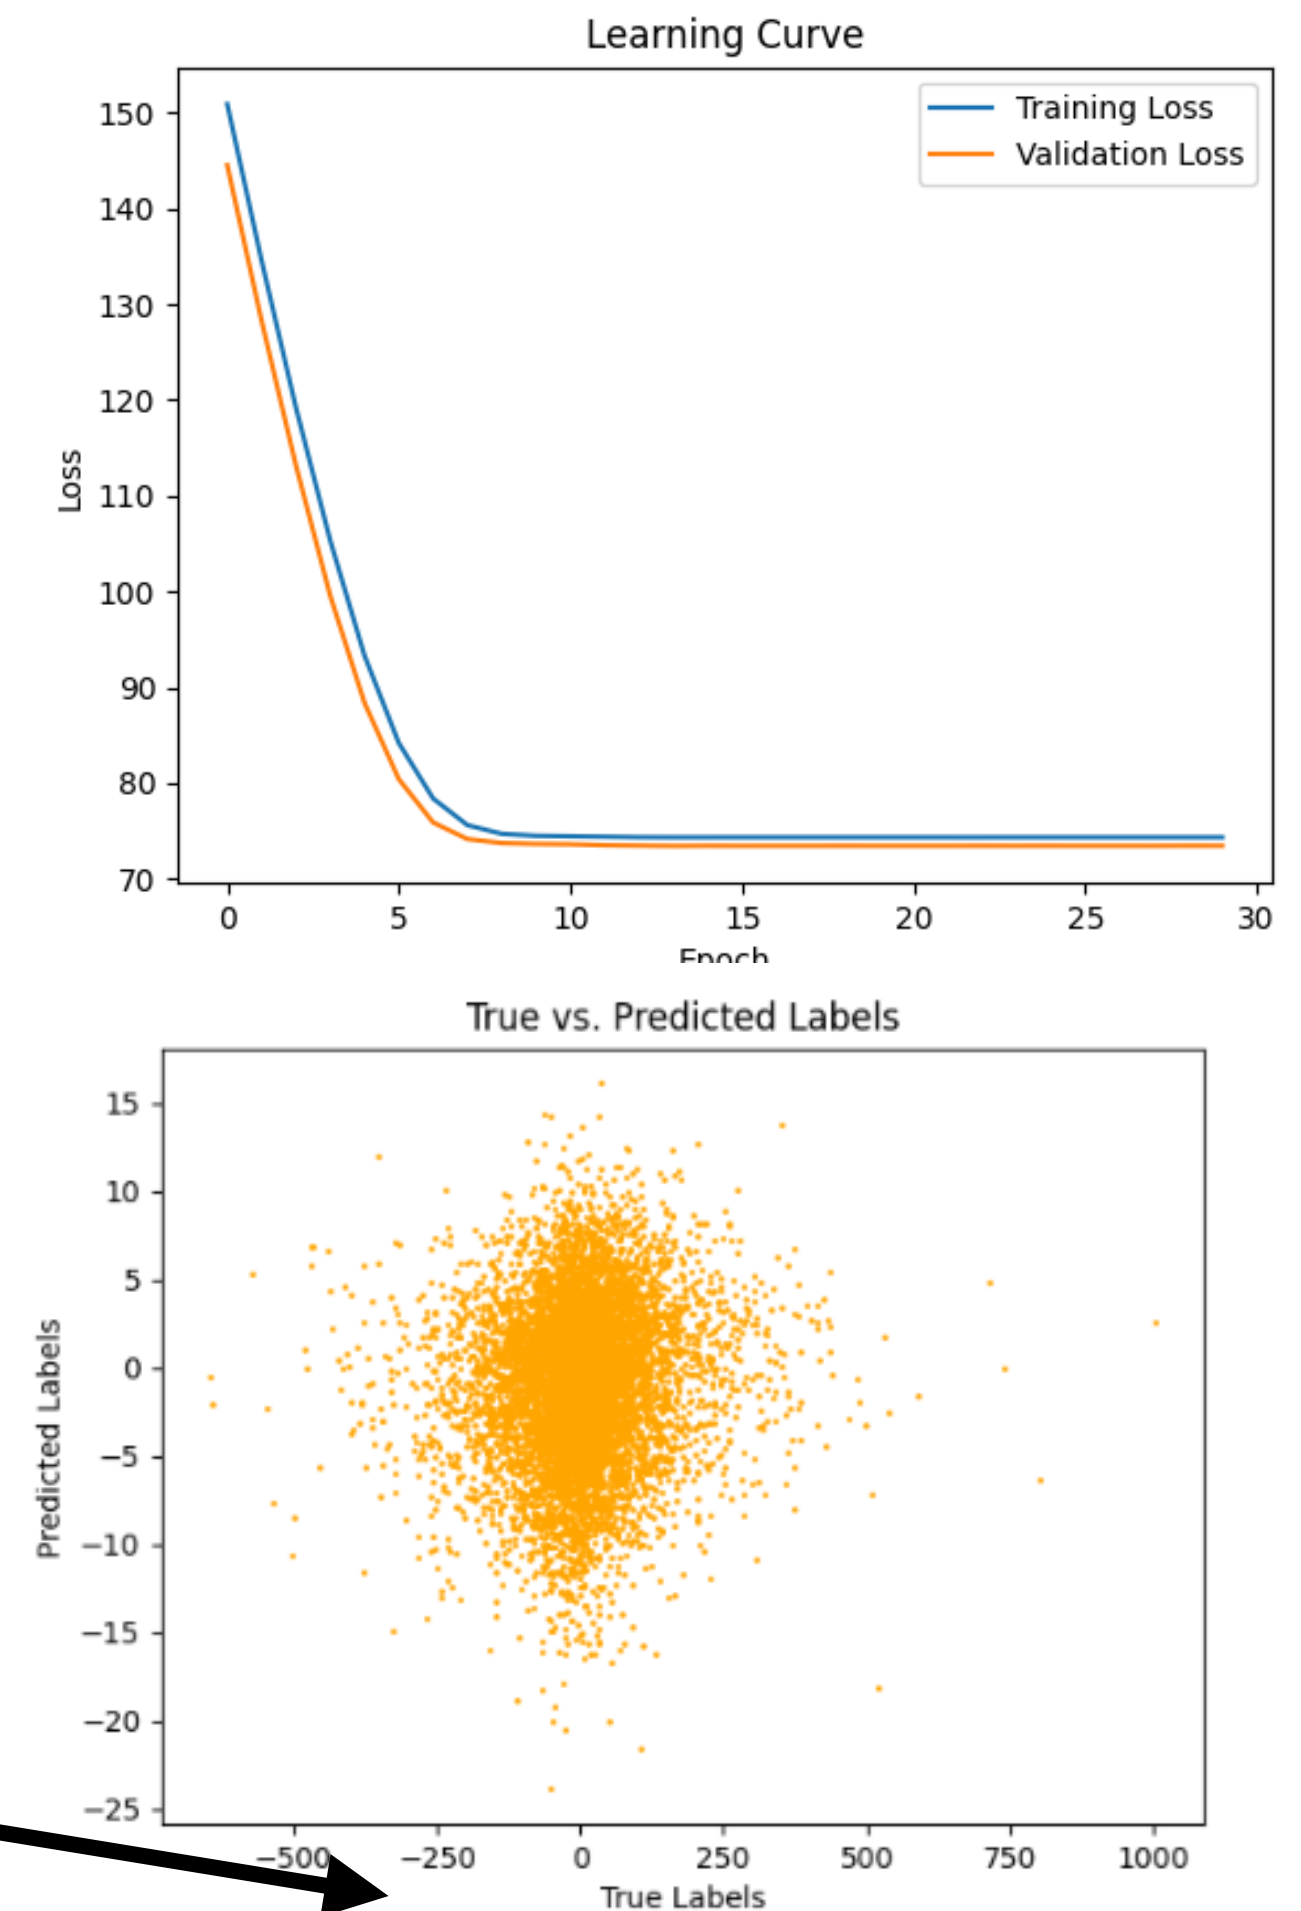 Learning Curve
Training Loss
Validation Loss
150
140
130
120
110
100
90
80
70
Loss
0 5 10 15 20 25 30
Epoch
True vs. Predicted Labels
15
10
5
0
−5
−10
−15
−20
−25
Predicted Labels
−500 −250 0 250 500 750 1000
True Labels